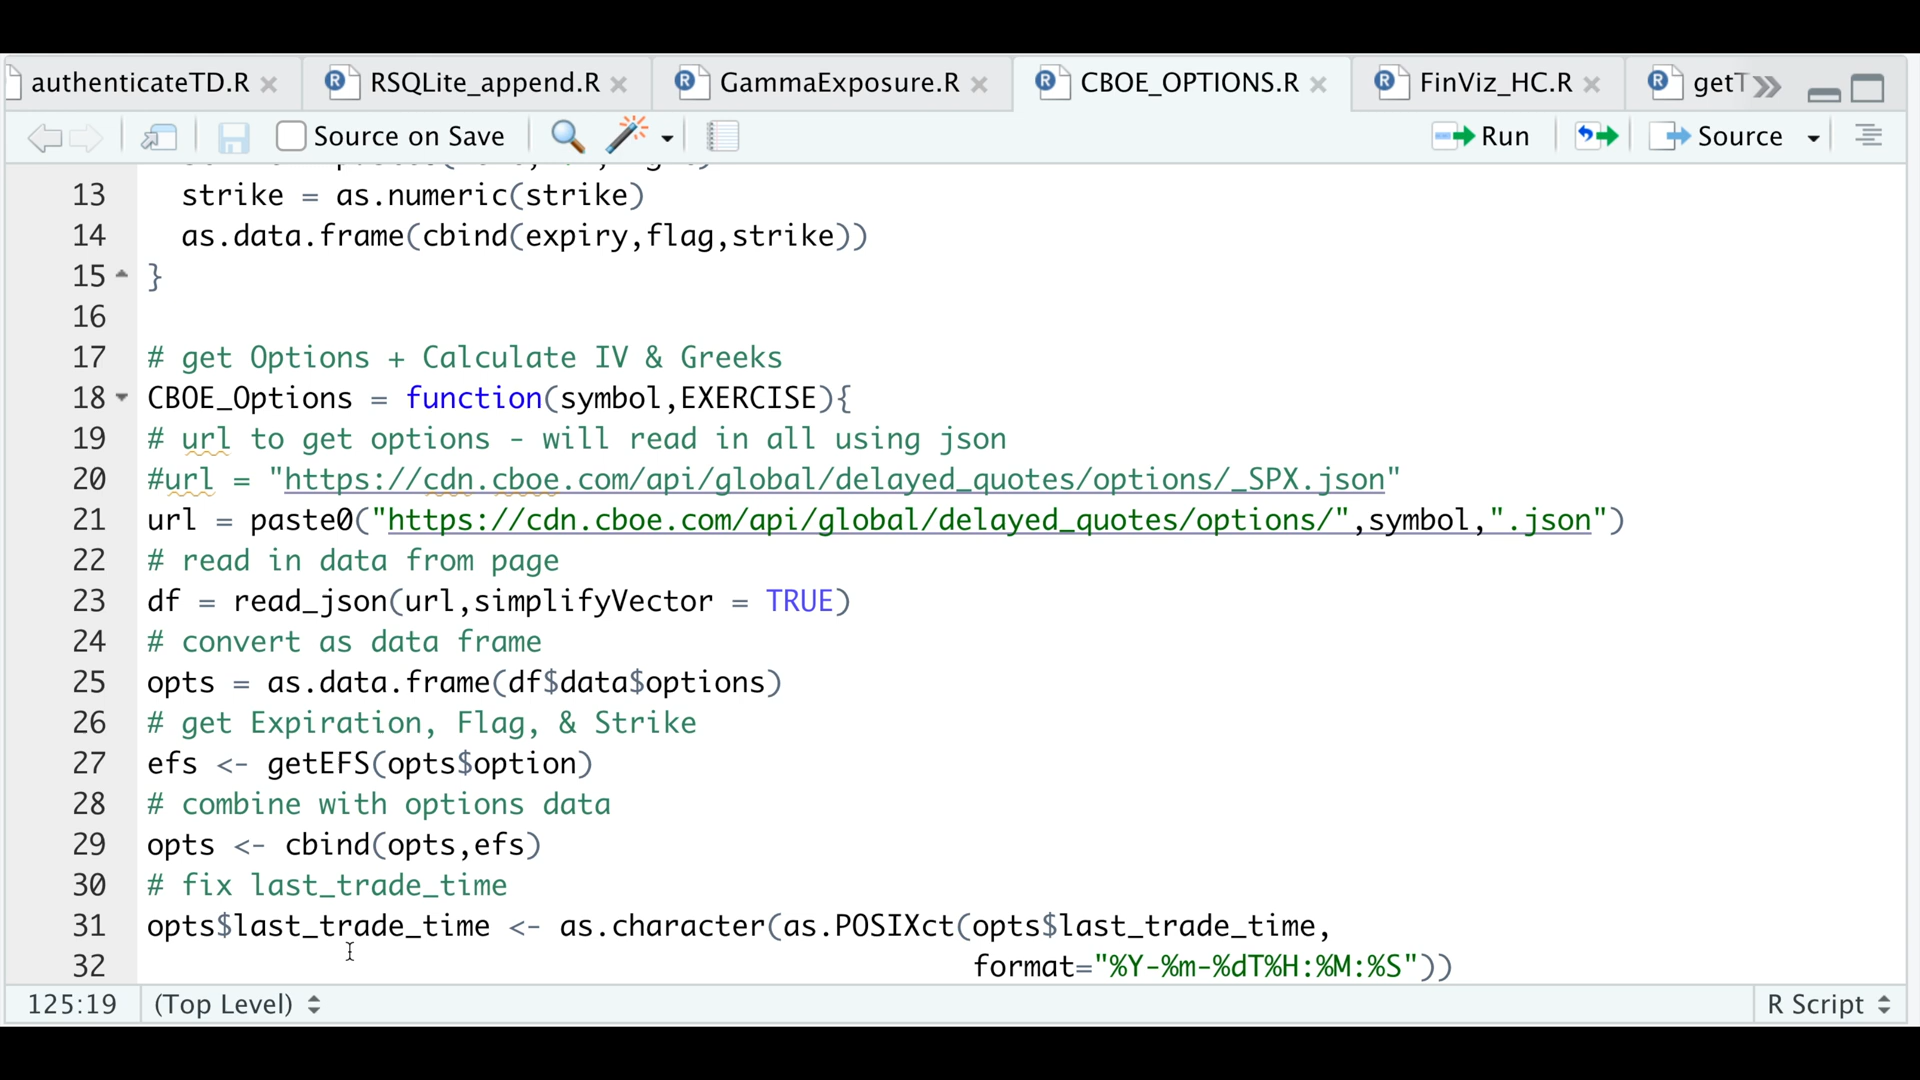 authenticateTD.R
RSQLite_append.R
GammaExposure.R
CBOE_OPTIONS.R
FinViz_HC.R
getT
Source on Save
Run
Source
13 strike = as.numeric(strike)
14 as.data.frame(cbind(expiry,flag,strike))
15 }
16
17 # get Options + Calculate IV & Greeks
18 CBOE_Options = function(symbol,EXERCISE){
19 # url to get options - will read in all using json
20 #url = "https://cdn.cboe.com/api/global/delayed_quotes/options/_SPX.json"
21 url = paste0("https://cdn.cboe.com/api/global/delayed_quotes/options/",symbol,".json")
22 # read in data from page
23 df = read_json(url,simplifyVector = TRUE)
24 # convert as data frame
25 opts = as.data.frame(df$data$options)
26 # get Expiration, Flag, & Strike
27 efs <- getEFS(opts$option)
28 # combine with options data
29 opts <- cbind(opts,efs)
30 # fix last_trade_time
31 opts$last_trade_time <- as.character(as.POSIXct(opts$last_trade_time,
32 format="%Y-%m-%dT%H:%M:%S"))
125:19
(Top Level)
R Script